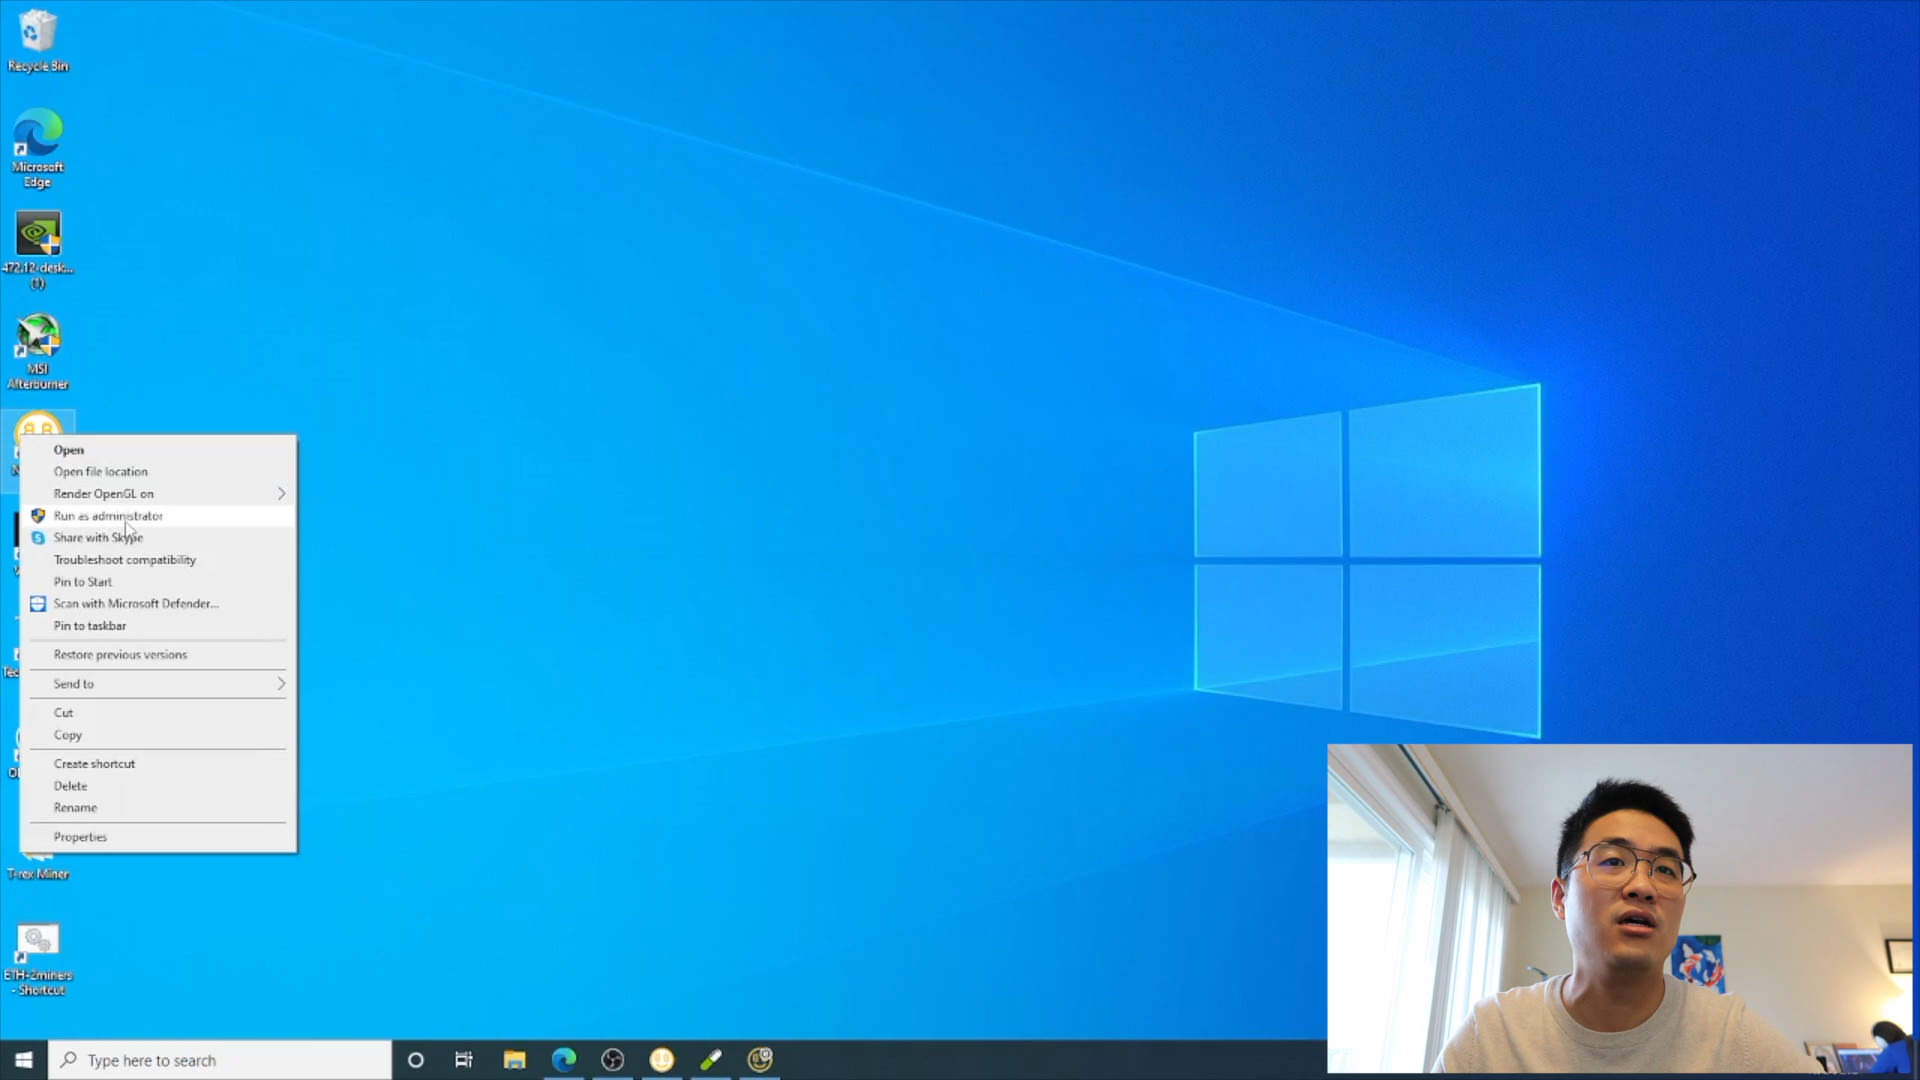 Recycle Bin
Microsoft
Edge
472.12-desk...
(1)
MSI
Afterburner
Open
Open file location
Render OpenGL on
Run as administrator
Share with Skype
Troubleshoot compatibility
Pin to Start
Scan with Microsoft Defender...
Pin to taskbar
Restore previous versions
Send to
Cut
Copy
Create shortcut
Delete
Rename
Properties
T-rex Miner
ETH-2miners
- Shortcut
Type here to search